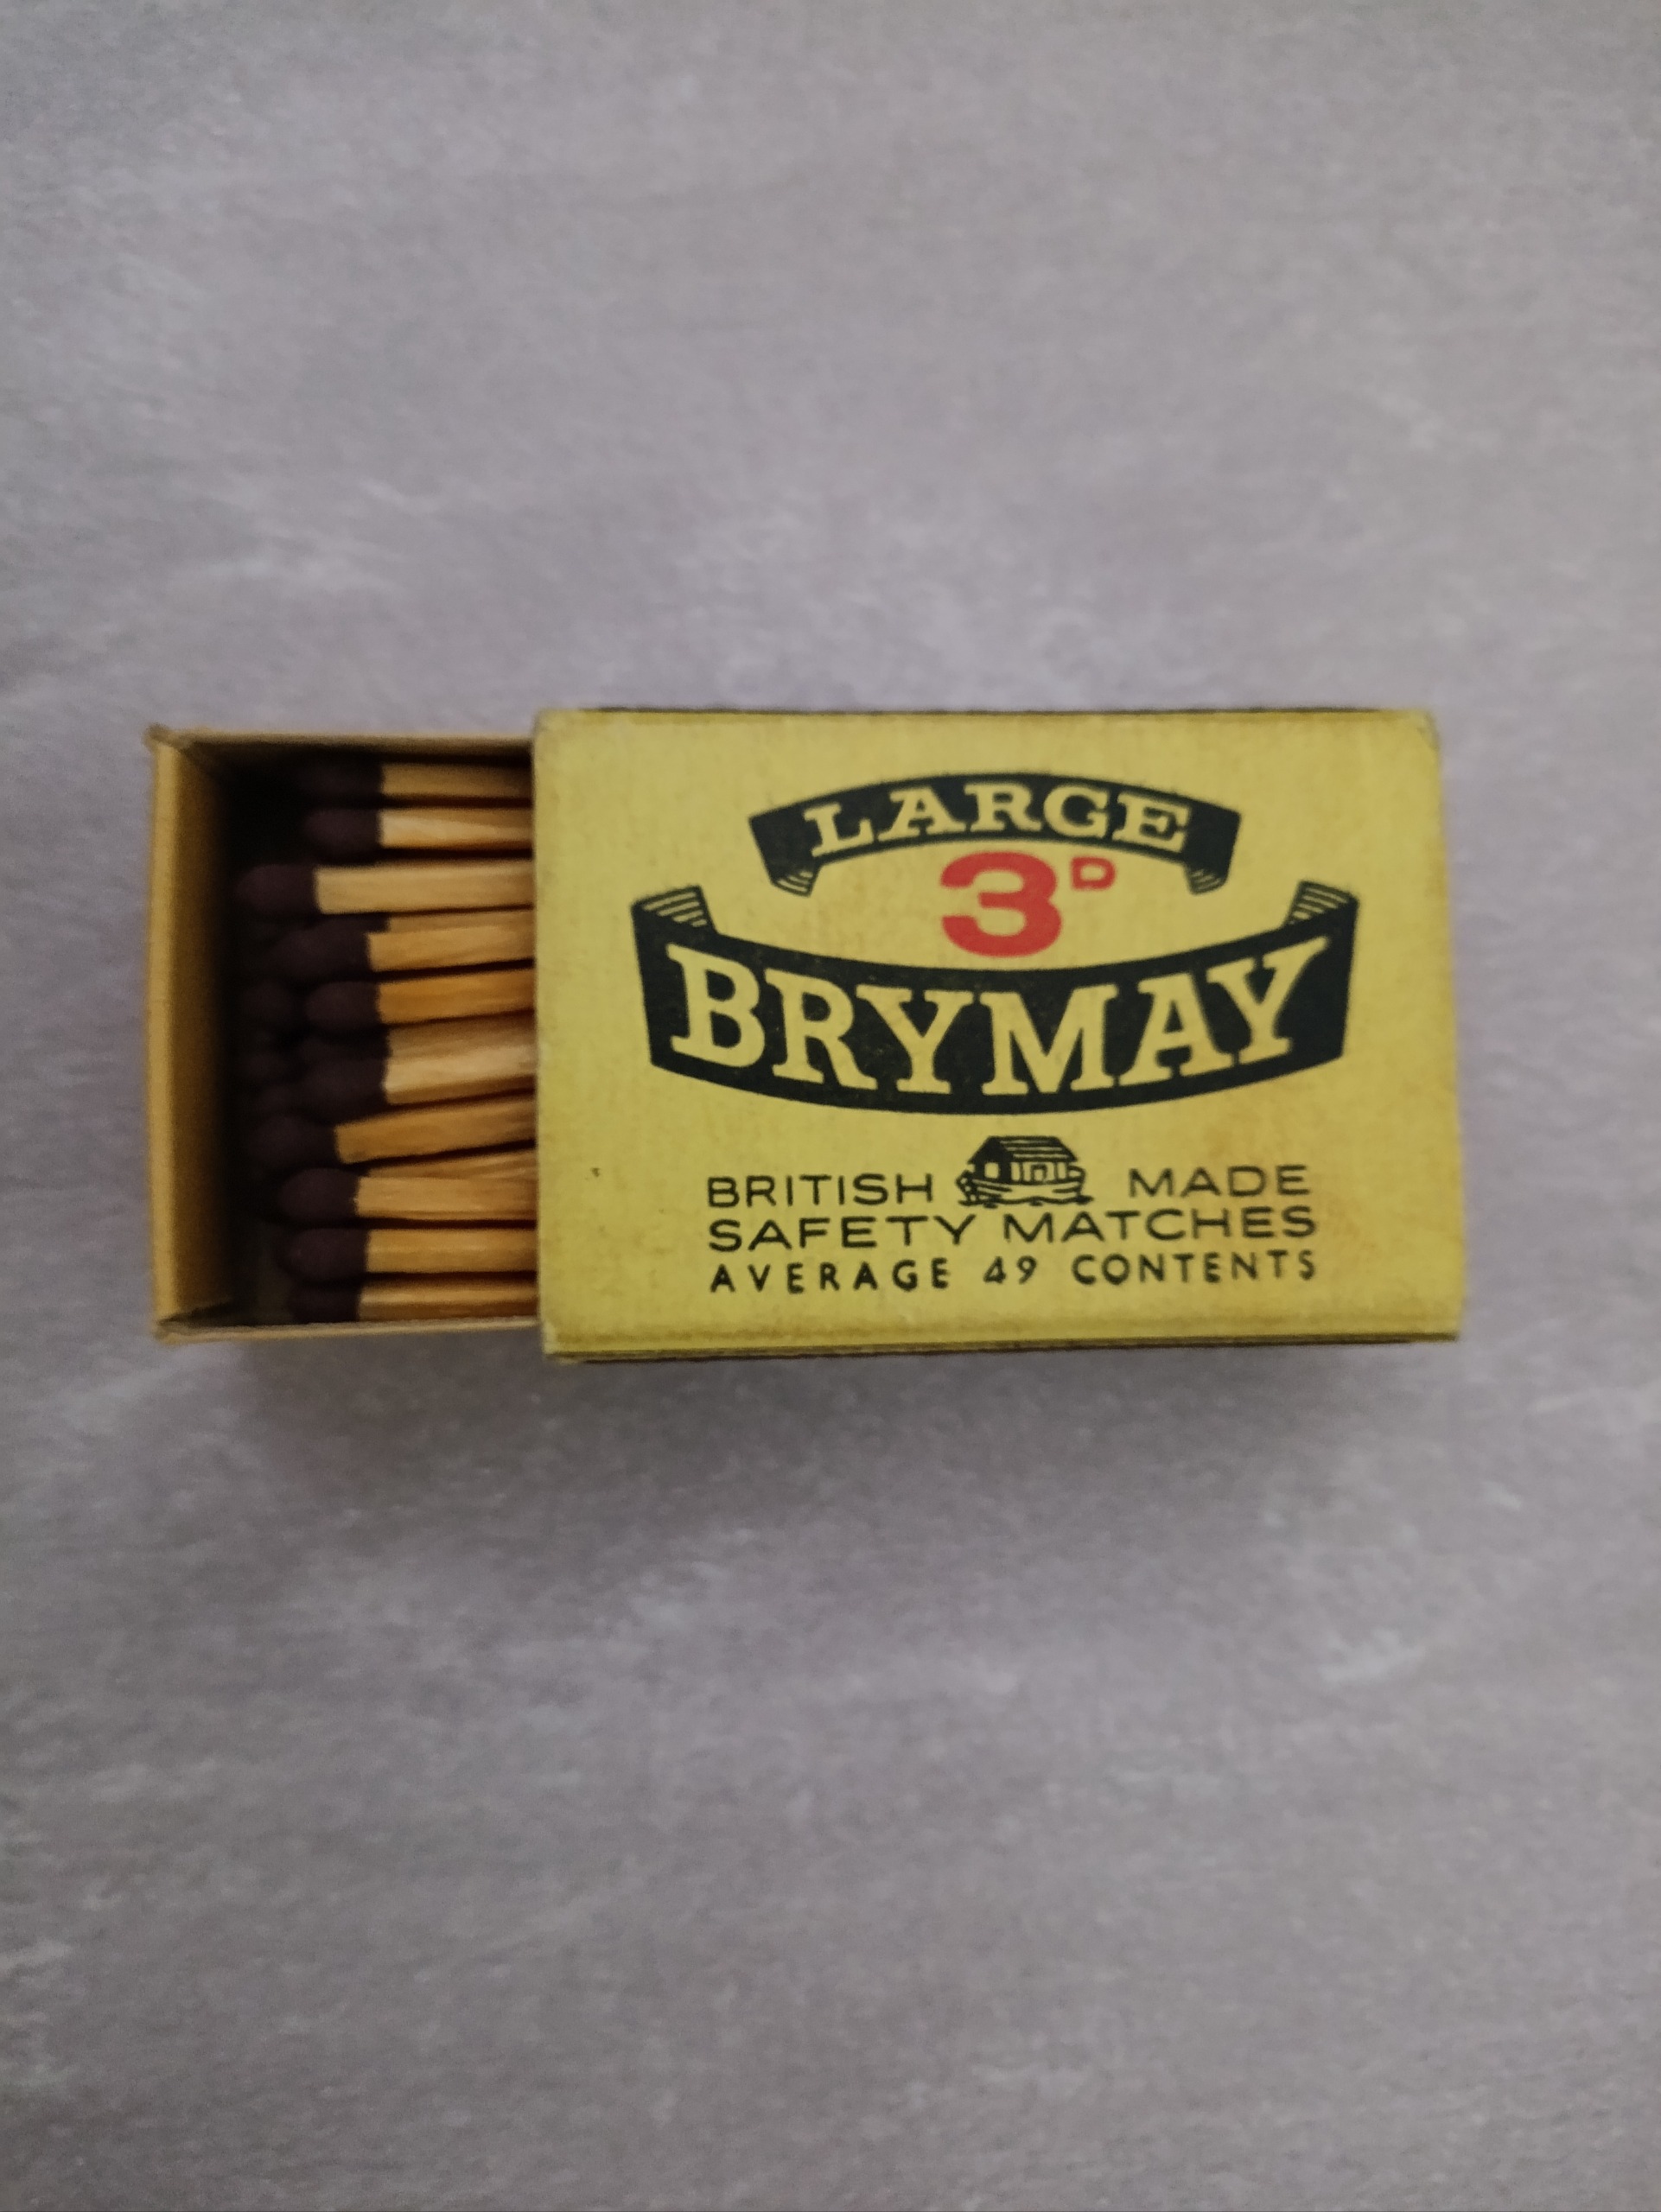 LARGE
3D
BRYMAY
BRITISH MADE
SAFETY MATCHES
AVERAGE 49 CONTENTS